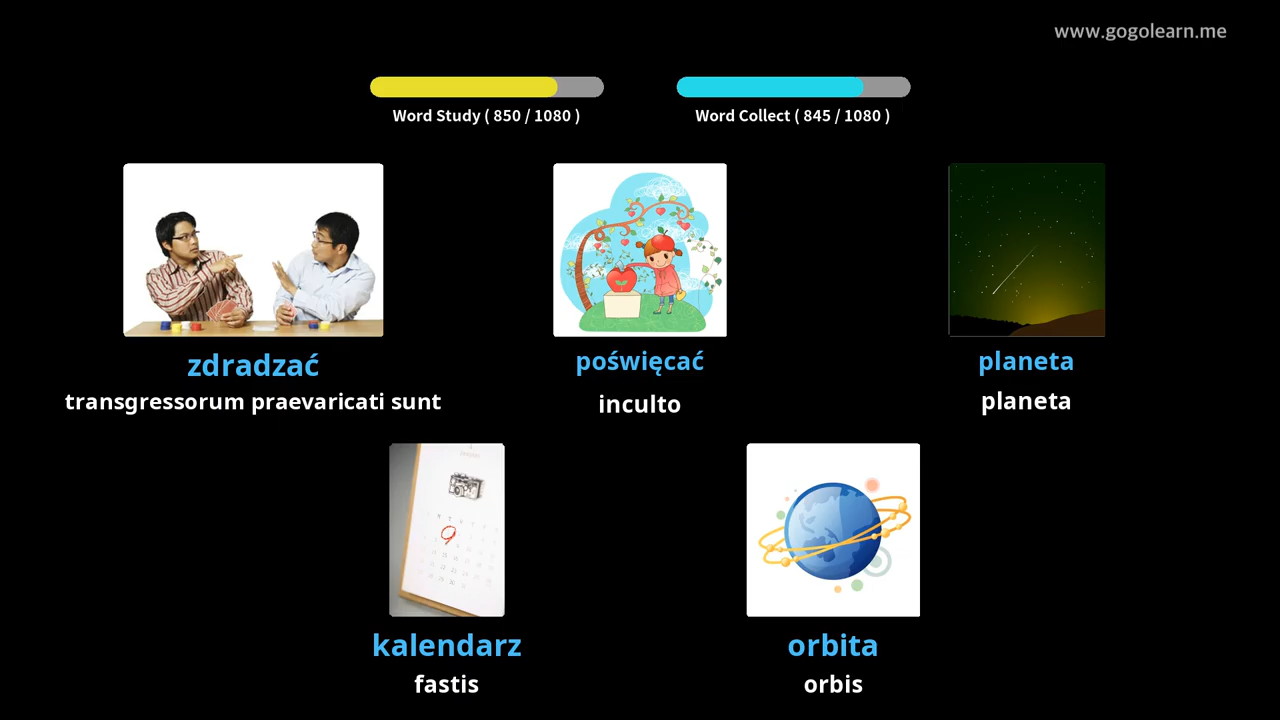 www.gogolearn.me
Word Study ( 850 / 1080 )
Word Collect ( 845 / 1080 )
zdradzać
transgressorum praevaricati sunt
poświęcać
inculto
planeta
planeta
kalendarz
fastis
orbita
orbis